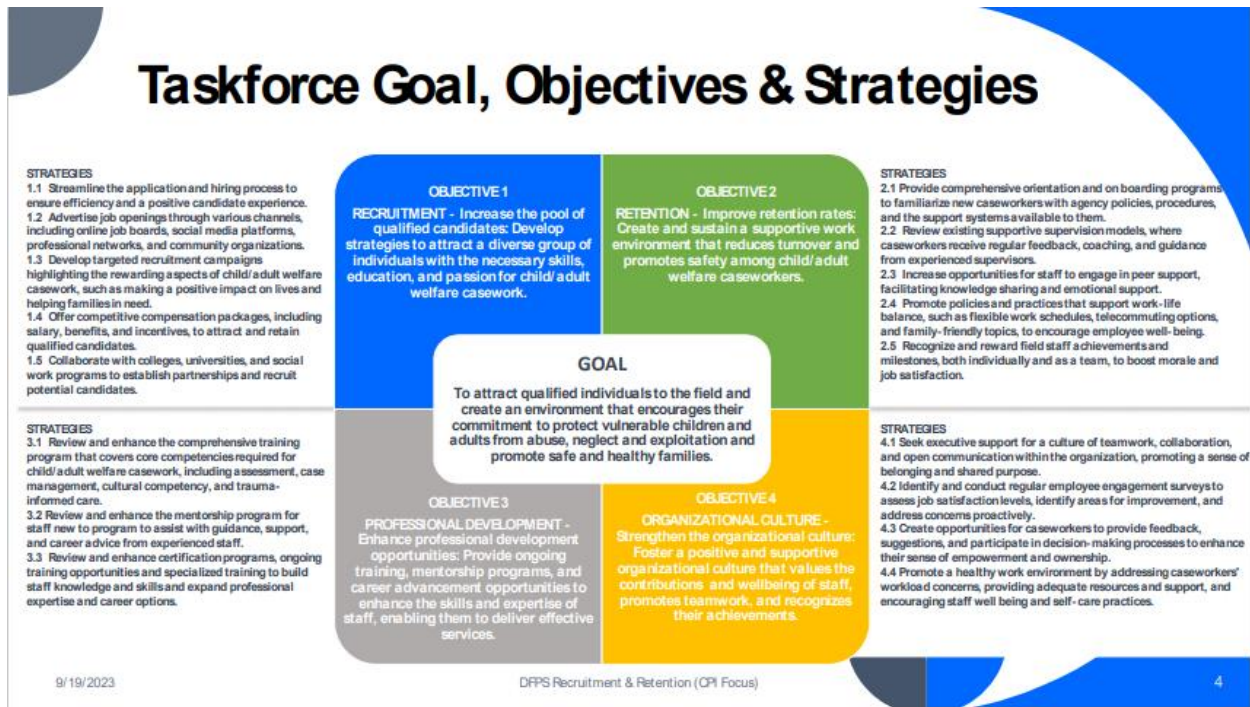 Taskforce Goal, Objectives & Strategies
STRATEGIES
1.1 Streamline the application and hiring process to
ensure efficiency and a positive candidate experience.
1.2 Advertise job openings through various channels,
including online job boards, social media platforms,
professional networks, and community organizations.
1.3 Develop targeted recruitment campaigns
highlighting the rewarding aspects of child/adult welfare
casework, such as making a positive impact on lives and
helping families in need.
1.4 Offer competitive compensation packages, including
salary, benefits, and incentives, to attract and retain
qualified candidates.
1.5 Collaborate with colleges, universities, and social
work programs to establish partnerships and recruit
potential candidates.
OBJECTIVE 1
RECRUITMENT - Increase the pool of
qualified candidates: Develop
strategies to attract a diverse group of
individuals with the necessary skills,
education, and passion for child/adult
welfare casework.
OBJECTIVE 2
RETENTION - Improve retention rates:
Create and sustain a supportive work
environment that reduces turnover and
promotes safety among child/adult
welfare caseworkers.
STRATEGIES
2.1 Provide comprehensive orientation and on boarding programs
to familiarize new caseworkers with agency policies, procedures,
and the support systems available to them.
2.2 Review existing supportive supervision models, where
caseworkers receive regular feedback, coaching, and guidance
from experienced supervisors.
2.3 Increase opportunities for staff to engage in peer support,
facilitating knowledge sharing and emotional support.
2.4 Promote policies and practices that support work-life
balance, such as flexible work schedules, telecommuting options,
and family-friendly topics, to encourage employee well-being.
2.5 Recognize and reward field staff achievements and
milestones, both individually and as a team, to boost morale and
job satisfaction.
GOAL
To attract qualified individuals to the field and
create an environment that encourages their
commitment to protect vulnerable children and
adults from abuse, neglect and exploitation and
promote safe and healthy families.
STRATEGIES
3.1 Review and enhance the comprehensive training
program that covers core competencies required for
child/adult welfare casework, including assessment, case
management, cultural competency, and trauma-
informed care.
3.2 Review and enhance the mentorship program for
staff new to program to assist with guidance, support,
and career advice from experienced staff.
3.3 Review and enhance certification programs, ongoing
training opportunities and specialized training to build
staff knowledge and skills and expand professional
expertise and career options.
OBJECTIVE 3
PROFESSIONAL DEVELOPMENT -
Enhance professional development
opportunities: Provide ongoing
training, mentorship programs, and
career advancement opportunities to
enhance the skills and expertise of
staff, enabling them to deliver effective
services.
OBJECTIVE 4
ORGANIZATIONAL CULTURE -
Strengthen the organizational culture:
Foster a positive and supportive
organizational culture that values the
contributions and wellbeing of staff,
promotes teamwork, and recognizes
their achievements.
STRATEGIES
4.1 Seek executive support for a culture of teamwork, collaboration,
and open communication within the organization, promoting a sense of
belonging and shared purpose.
4.2 Identify and conduct regular employee engagement surveys to
assess job satisfaction levels, identify areas for improvement, and
address concerns proactively.
4.3 Create opportunities for caseworkers to provide feedback,
suggestions, and participate in decision-making processes to enhance
their sense of empowerment and ownership.
4.4 Promote a healthy work environment by addressing caseworkers'
workload concerns, providing adequate resources and support, and
encouraging staff well being and self-care practices.
9/19/2023
DFPS Recruitment & Retention (CPI Focus)
4